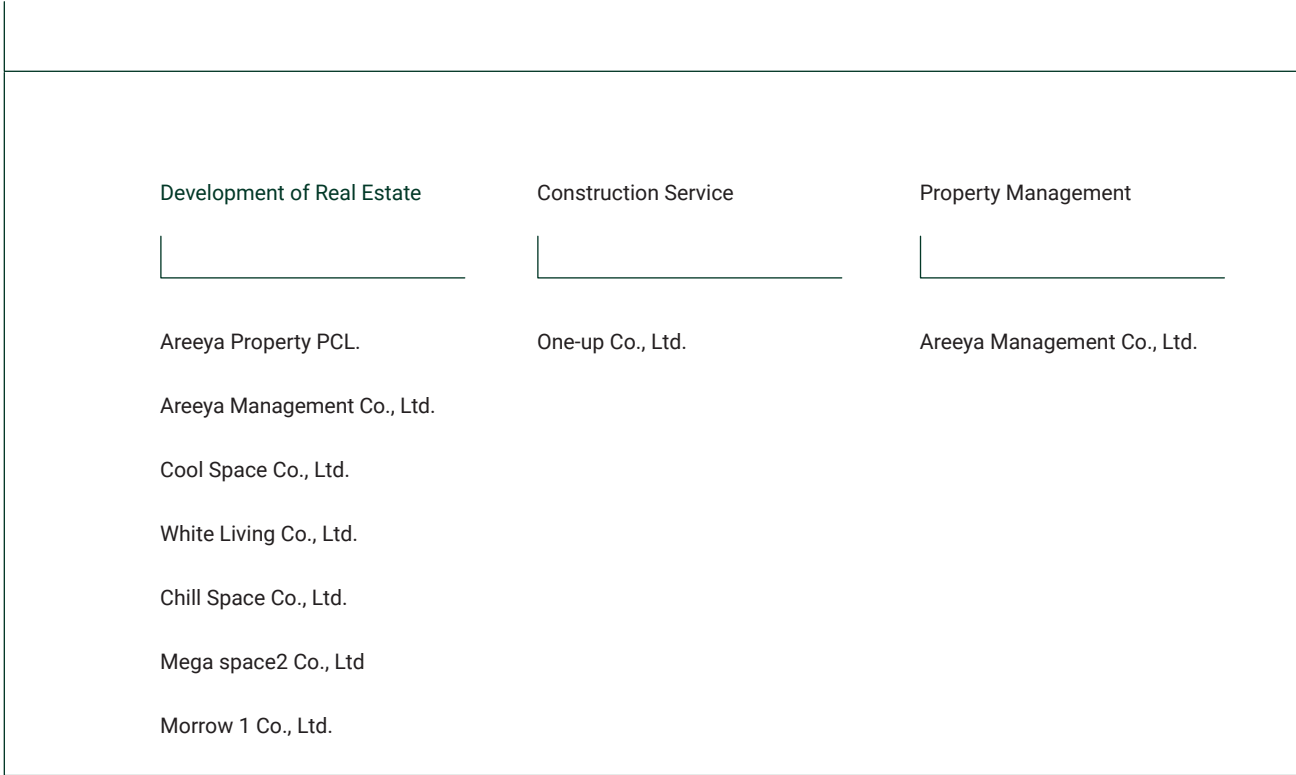 Development of Real Estate
Construction Service
Property Management
Areeya Property PCL.
One-up Co., Ltd.
Areeya Management Co., Ltd.
Areeya Management Co., Ltd.
Cool Space Co., Ltd.
White Living Co., Ltd.
Chill Space Co., Ltd.
Mega space2 Co., Ltd
Morrow 1 Co., Ltd.